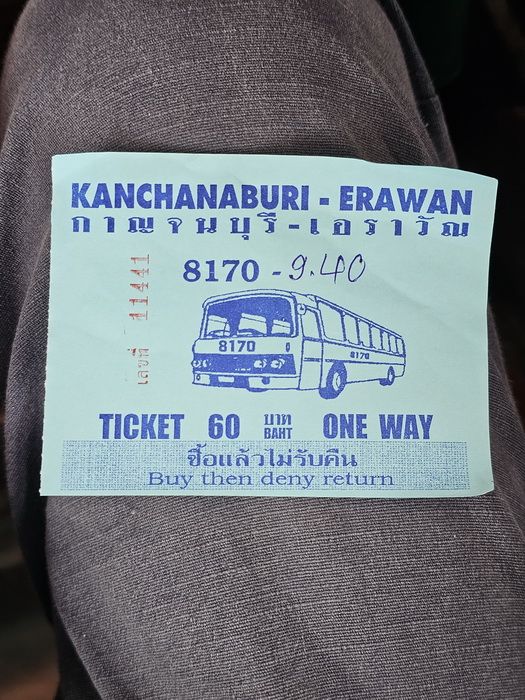 KANCHANABURI - ERAWAN
กาญจนบุรี - เอราวัณ
8170 - 9.40
เลขที่ 11441
8170
8170
TICKET 60 บาท BAHT ONE WAY
ซื้อแล้วไม่รับคืน
Buy then deny return